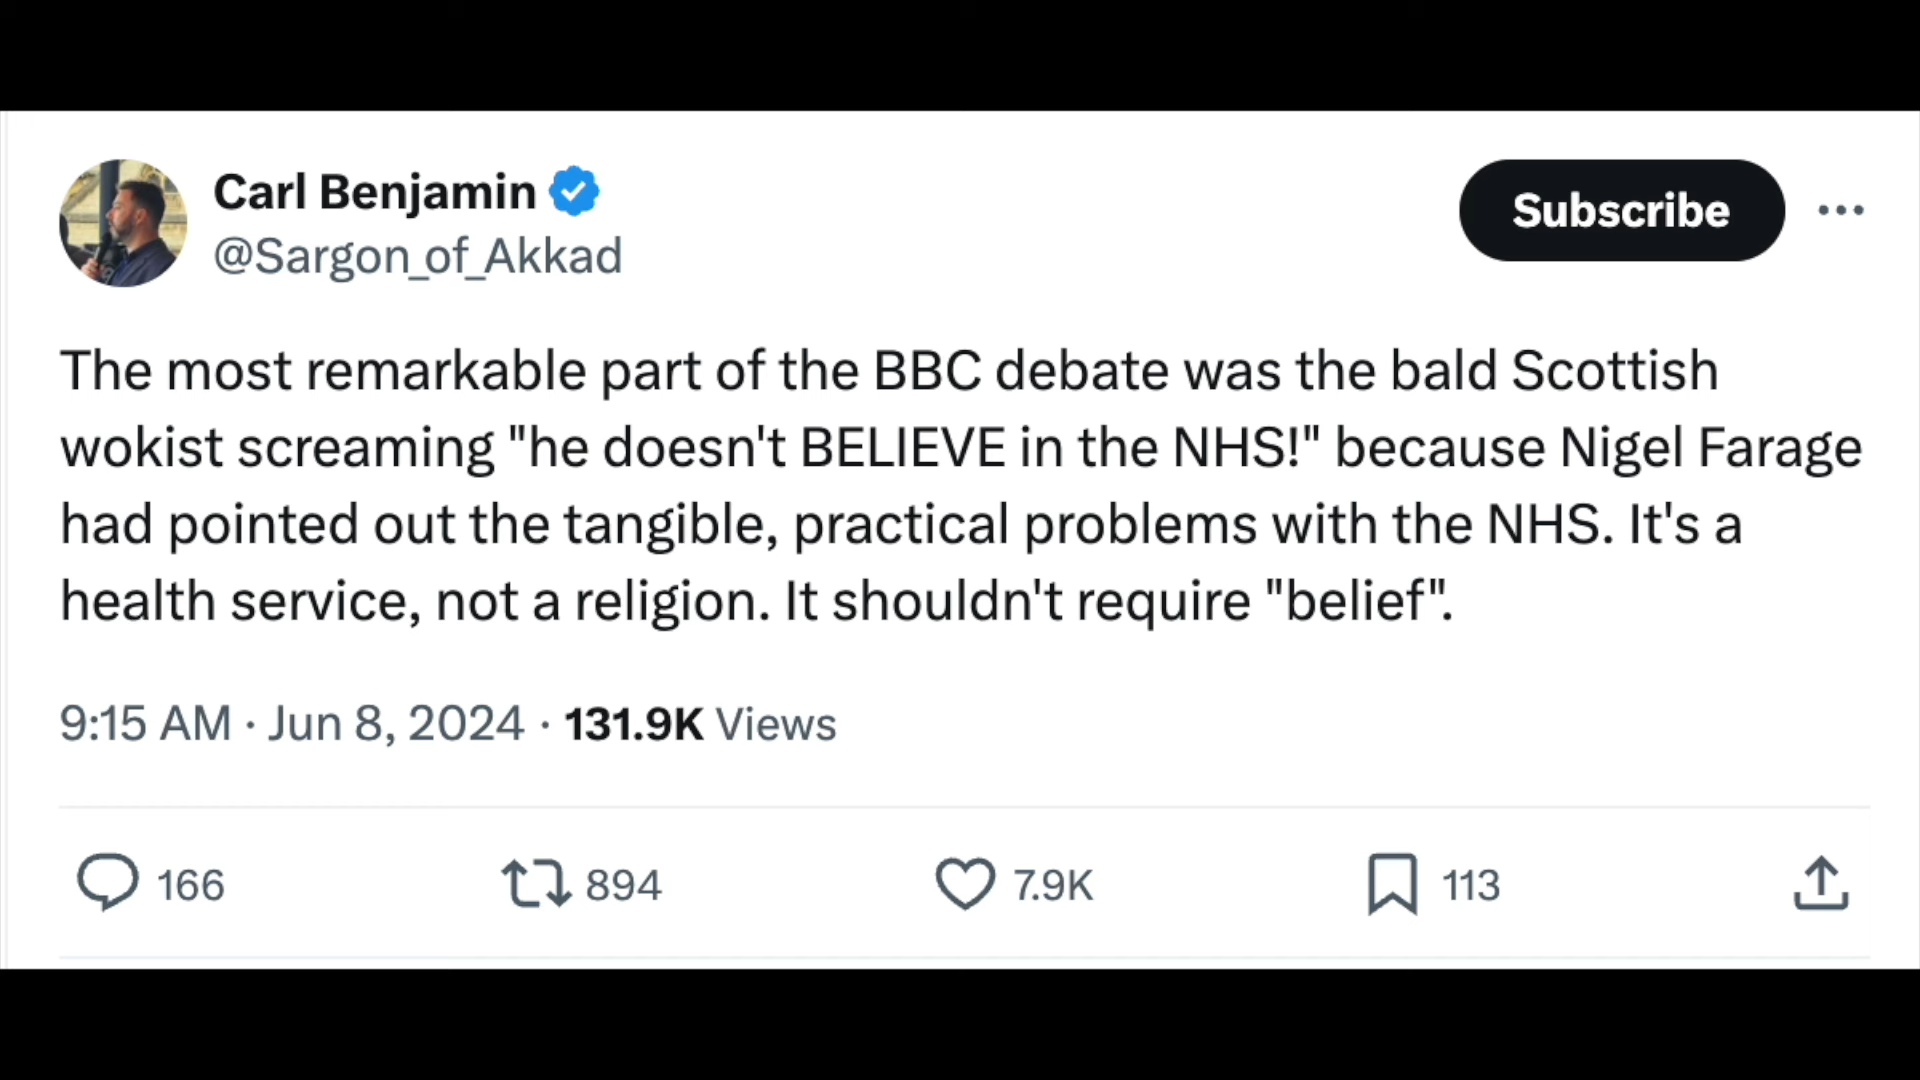 Carl Benjamin
@Sargon_of_Akkad
Subscribe
The most remarkable part of the BBC debate was the bald Scottish
wokist screaming "he doesn't BELIEVE in the NHS!" because Nigel Farage
had pointed out the tangible, practical problems with the NHS. It's a
health service, not a religion. It shouldn't require "belief".
9:15 AM · Jun 8, 2024 · 131.9K Views
166 894 7.9K 113